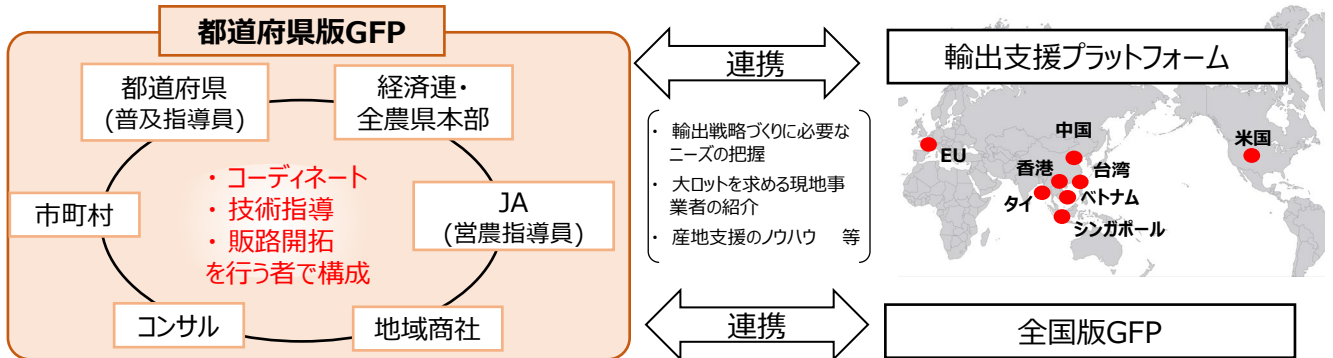 都道府県版GFP
都道府県
(普及指導員)
経済連・
全農県本部
市町村
・コーディネート
・技術指導
・販路開拓
を行う者で構成
JA
(営農指導員)
コンサル
地域商社
連携
・ 輸出戦略づくりに必要な
ニーズの把握
・ 大ロットを求める現地事
業者の紹介
・ 産地支援のノウハウ 等
連携
輸出支援プラットフォーム
中国
米国
EU
香港
台湾
タイ
ベトナム
シンガポール
全国版GFP